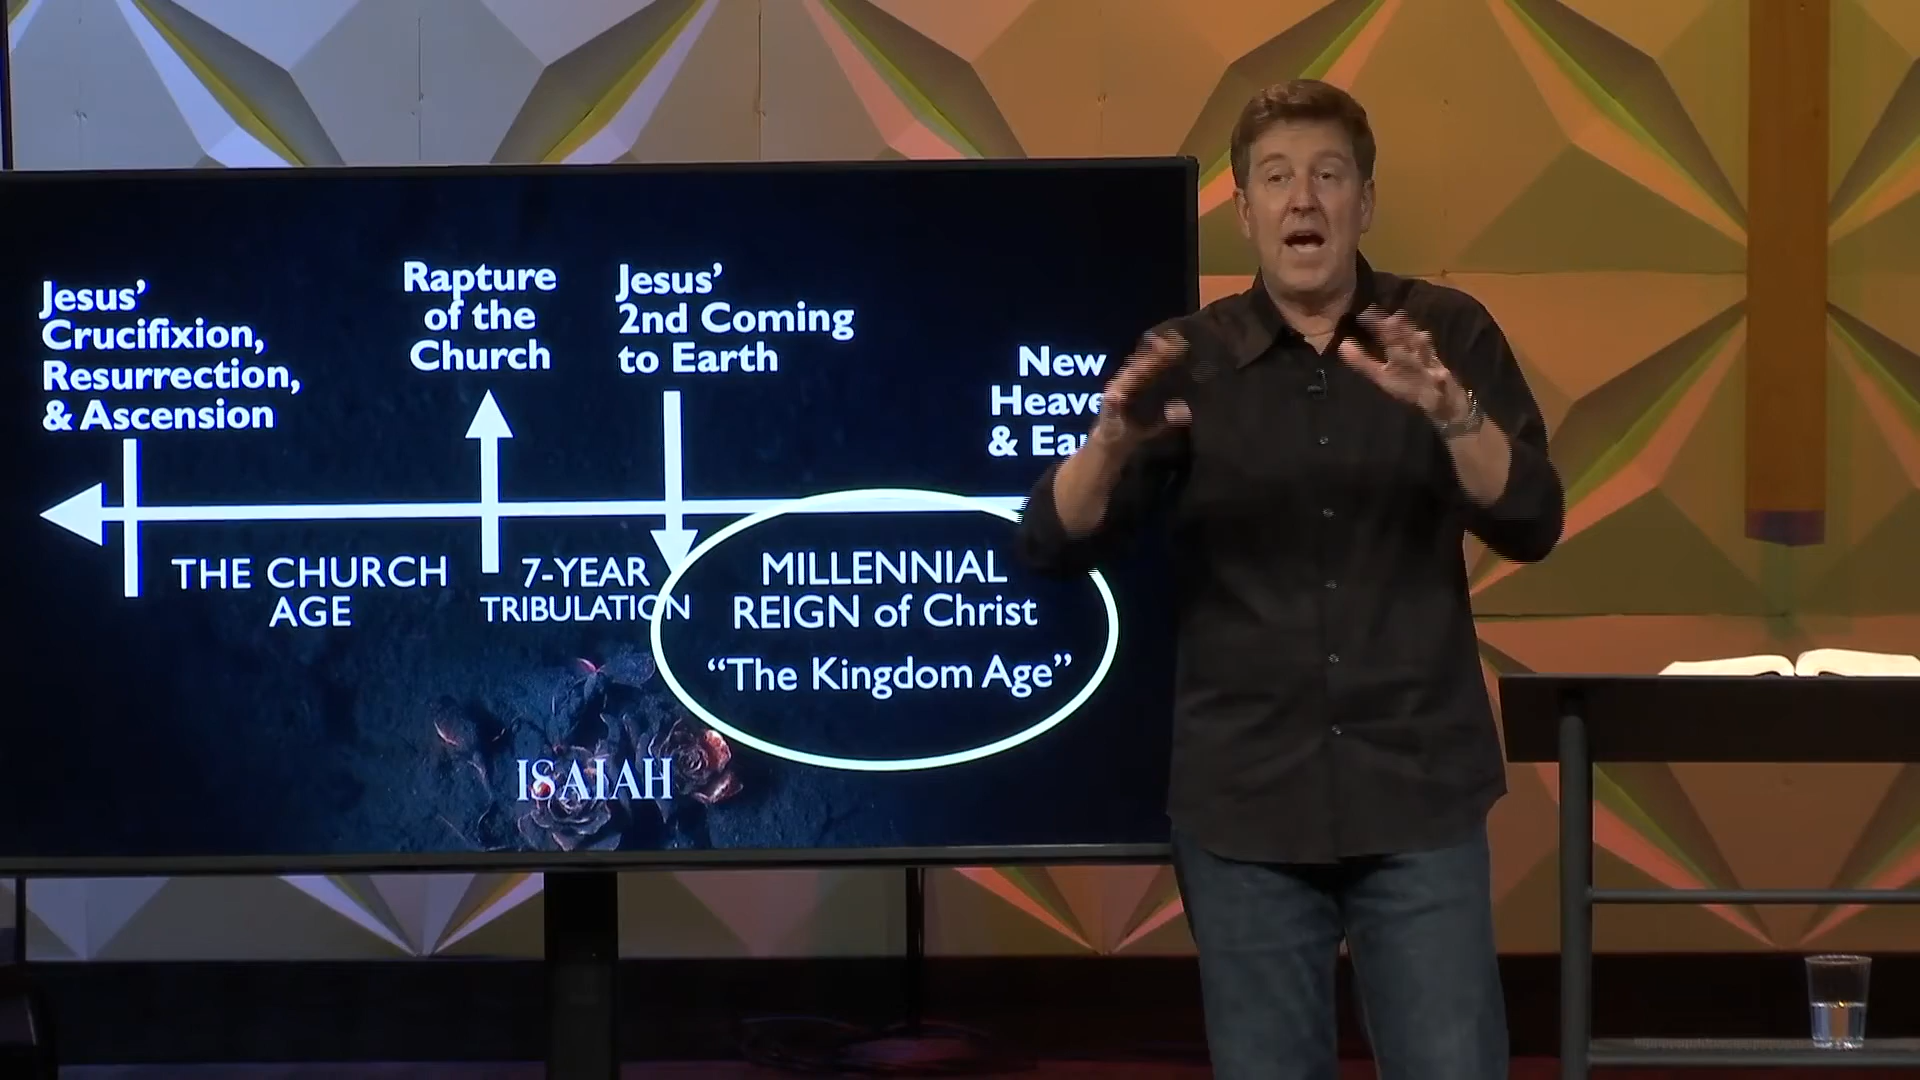 Jesus’
Crucifixion,
Resurrection,
& Ascension
Rapture
of the
Church
Jesus’
2nd Coming
to Earth
New
& 
THE CHURCH
AGE
7-YEAR
TRIBULATION
MILLENNIAL
REIGN of Christ
“The Kingdom Age”
ISAIAH